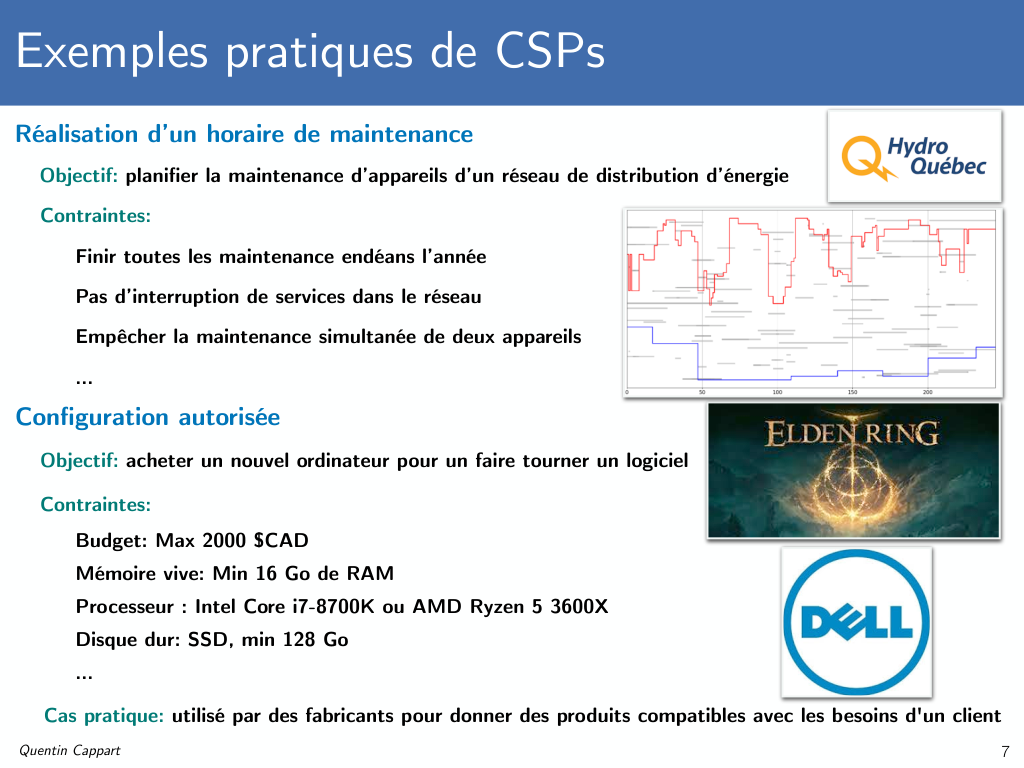 Exemples pratiques de CSPs
Réalisation d'un horaire de maintenance
Hydro
Québec
Objectif: planifier la maintenance d'appareils d'un réseau de distribution d'énergie
Contraintes:
Finir toutes les maintenance endéans l'année
Pas d'interruption de services dans le réseau
Empêcher la maintenance simultanée de deux appareils
...
0 50 100 150 200
Configuration autorisée
ELDEN RING
Objectif: acheter un nouvel ordinateur pour un faire tourner un logiciel
Contraintes:
Budget: Max 2000 $CAD
Mémoire vive: Min 16 Go de RAM
Processeur : Intel Core i7-8700K ou AMD Ryzen 5 3600X
Disque dur: SSD, min 128 Go
...
DELL
Cas pratique: utilisé par des fabricants pour donner des produits compatibles avec les besoins d'un client
Quentin Cappart
7